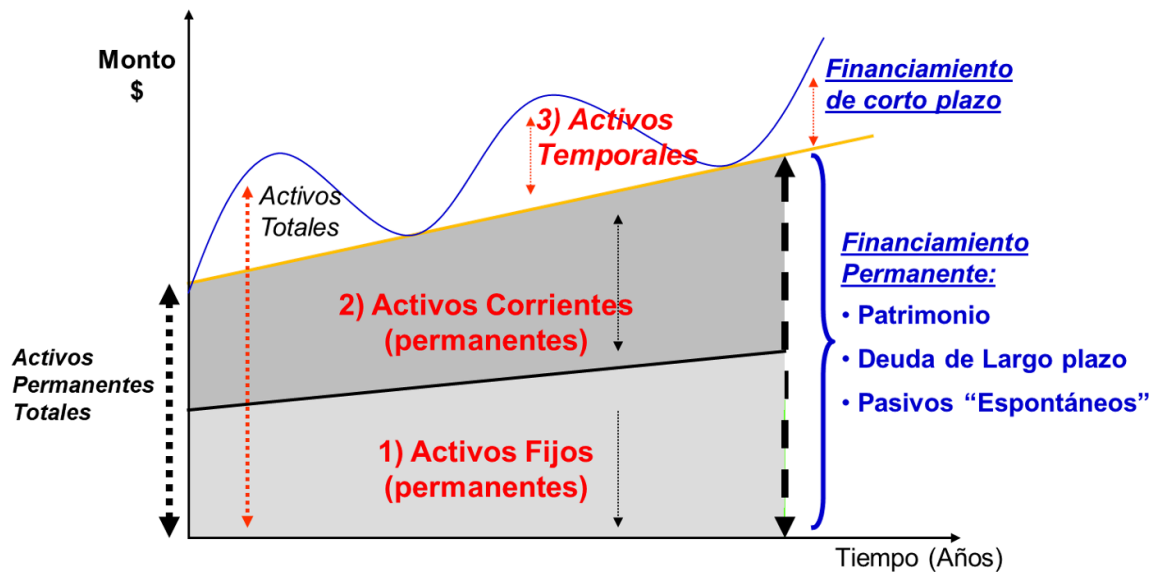 Monto
$
Financiamiento
de corto plazo
3) Activos
Temporales
Activos
Totales
Financiamiento
Permanente:
• Patrimonio
• Deuda de Largo plazo
• Pasivos “Espontáneos”
2) Activos Corrientes
(permanentes)
Activos
Permanentes
Totales
1) Activos Fijos
(permanentes)
Tiempo (Años)